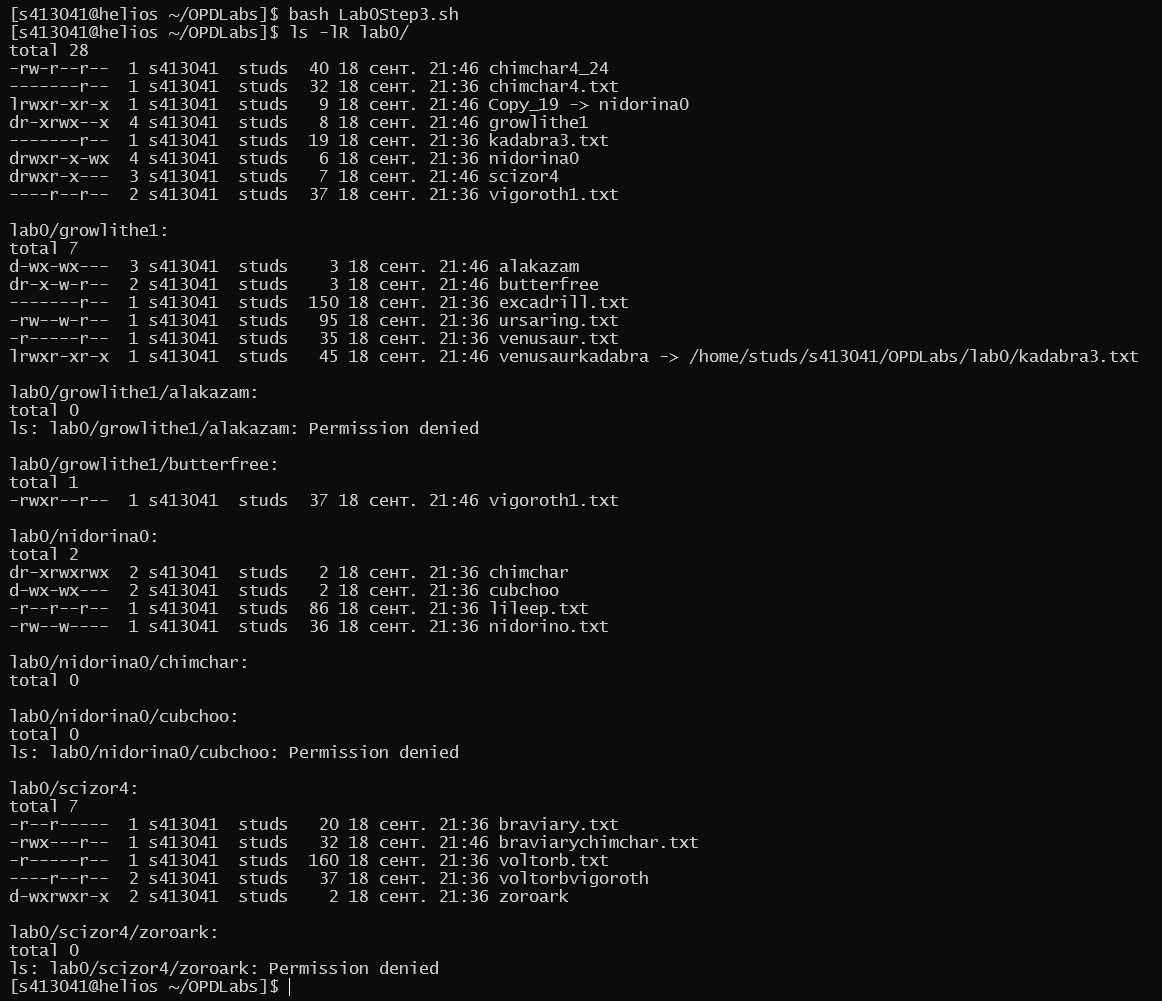 [s413041@helios ~/OPDLabs]$ bash Lab0Step3.sh
[s413041@helios ~/OPDLabs]$ ls -lR lab0/
total 28
-rw-r--r--  1 s413041  studs  40 18 сент. 21:46 chimchar4_24
-------r--  1 s413041  studs  32 18 сент. 21:36 chimchar4.txt
lrwxr-xr-x  1 s413041  studs   9 18 сент. 21:46 Copy_19 -> nidorina0
dr-xrwx--x  4 s413041  studs   8 18 сент. 21:46 growlithe1
-------r--  1 s413041  studs  19 18 сент. 21:36 kadabra3.txt
drwxr-x-wx  4 s413041  studs   6 18 сент. 21:36 nidorina0
drwxr-x---  3 s413041  studs   7 18 сент. 21:46 scizor4
----r--r--  2 s413041  studs  37 18 сент. 21:36 vigoroth1.txt

lab0/growlithe1:
total 7
d-wx-wx---  3 s413041  studs    3 18 сент. 21:46 alakazam
dr-x-w-r--  2 s413041  studs    3 18 сент. 21:46 butterfree
-------r--  1 s413041  studs  150 18 сент. 21:36 excadrill.txt
-rw--w-r--  1 s413041  studs   95 18 сент. 21:36 ursaring.txt
-r-----r--  1 s413041  studs   35 18 сент. 21:36 venusaur.txt
lrwxr-xr-x  1 s413041  studs   45 18 сент. 21:46 venusaurkadabra -> /home/studs/s413041/OPDLabs/lab0/kadabra3.txt

lab0/growlithe1/alakazam:
total 0
ls: lab0/growlithe1/alakazam: Permission denied

lab0/growlithe1/butterfree:
total 1
-rwxr--r--  1 s413041  studs  37 18 сент. 21:46 vigoroth1.txt

lab0/nidorina0:
total 2
dr-xrwxrwx  2 s413041  studs   2 18 сент. 21:36 chimchar
d-wx-wx---  2 s413041  studs   2 18 сент. 21:36 cubchoo
-r--r--r--  1 s413041  studs  86 18 сент. 21:36 lileep.txt
-rw--w----  1 s413041  studs  36 18 сент. 21:36 nidorino.txt

lab0/nidorina0/chimchar:
total 0

lab0/nidorina0/cubchoo:
total 0
ls: lab0/nidorina0/cubchoo: Permission denied

lab0/scizor4:
total 7
-r--r-----  1 s413041  studs   20 18 сент. 21:36 braviary.txt
-rwx---r--  1 s413041  studs   32 18 сент. 21:46 braviarychimchar.txt
-r-----r--  1 s413041  studs  160 18 сент. 21:36 voltorb.txt
----r--r--  2 s413041  studs   37 18 сент. 21:36 voltorbvigoroth
d-wxrwxr-x  2 s413041  studs    2 18 сент. 21:36 zoroark

lab0/scizor4/zoroark:
total 0
ls: lab0/scizor4/zoroark: Permission denied
[s413041@helios ~/OPDLabs]$